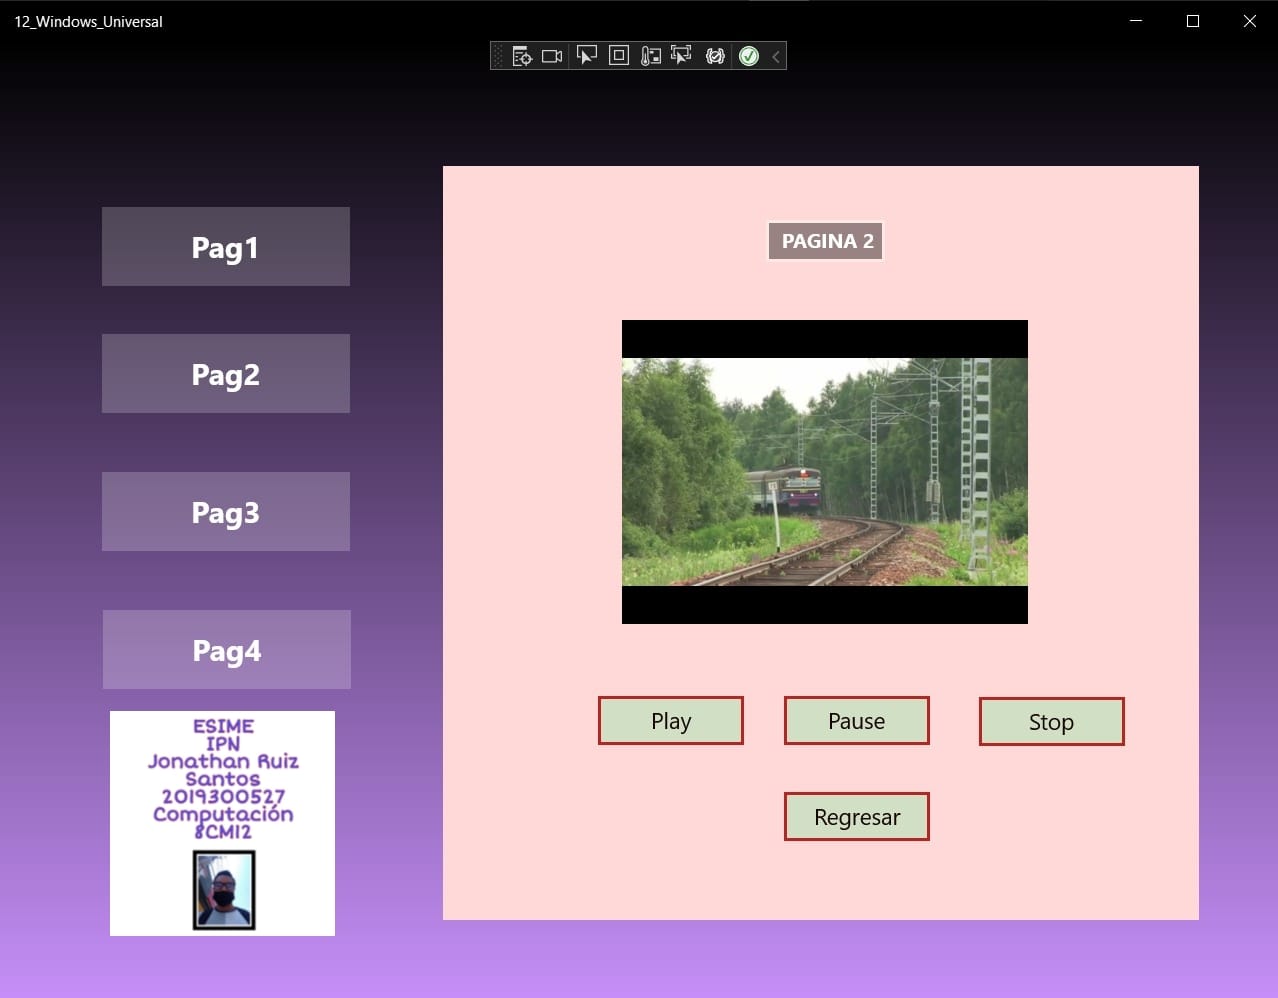 12_Windows_Universal
Pag1
Pag2
Pag3
Pag4
ESIME
IPN
Jonathan Ruiz
Santos
2019300527
Computación
8CM12
PAGINA 2
Play
Pause
Stop
Regresar